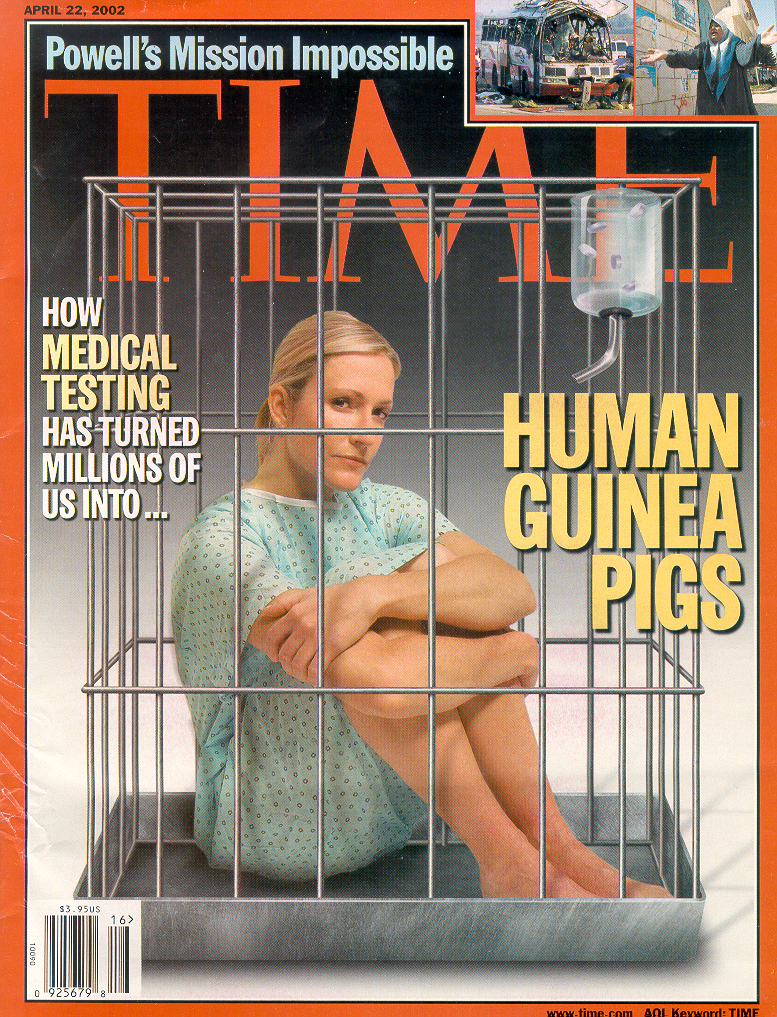 APRIL 22, 2002
Powell's Mission Impossible
TIME
HOW
MEDICAL
TESTING
HAS TURNED
MILLIONS OF
US INTO ...
HUMAN
GUINEA
PIGS
$3.95US
16>
10090
0 925679 8
www.time.com AOL Keyword: TIME